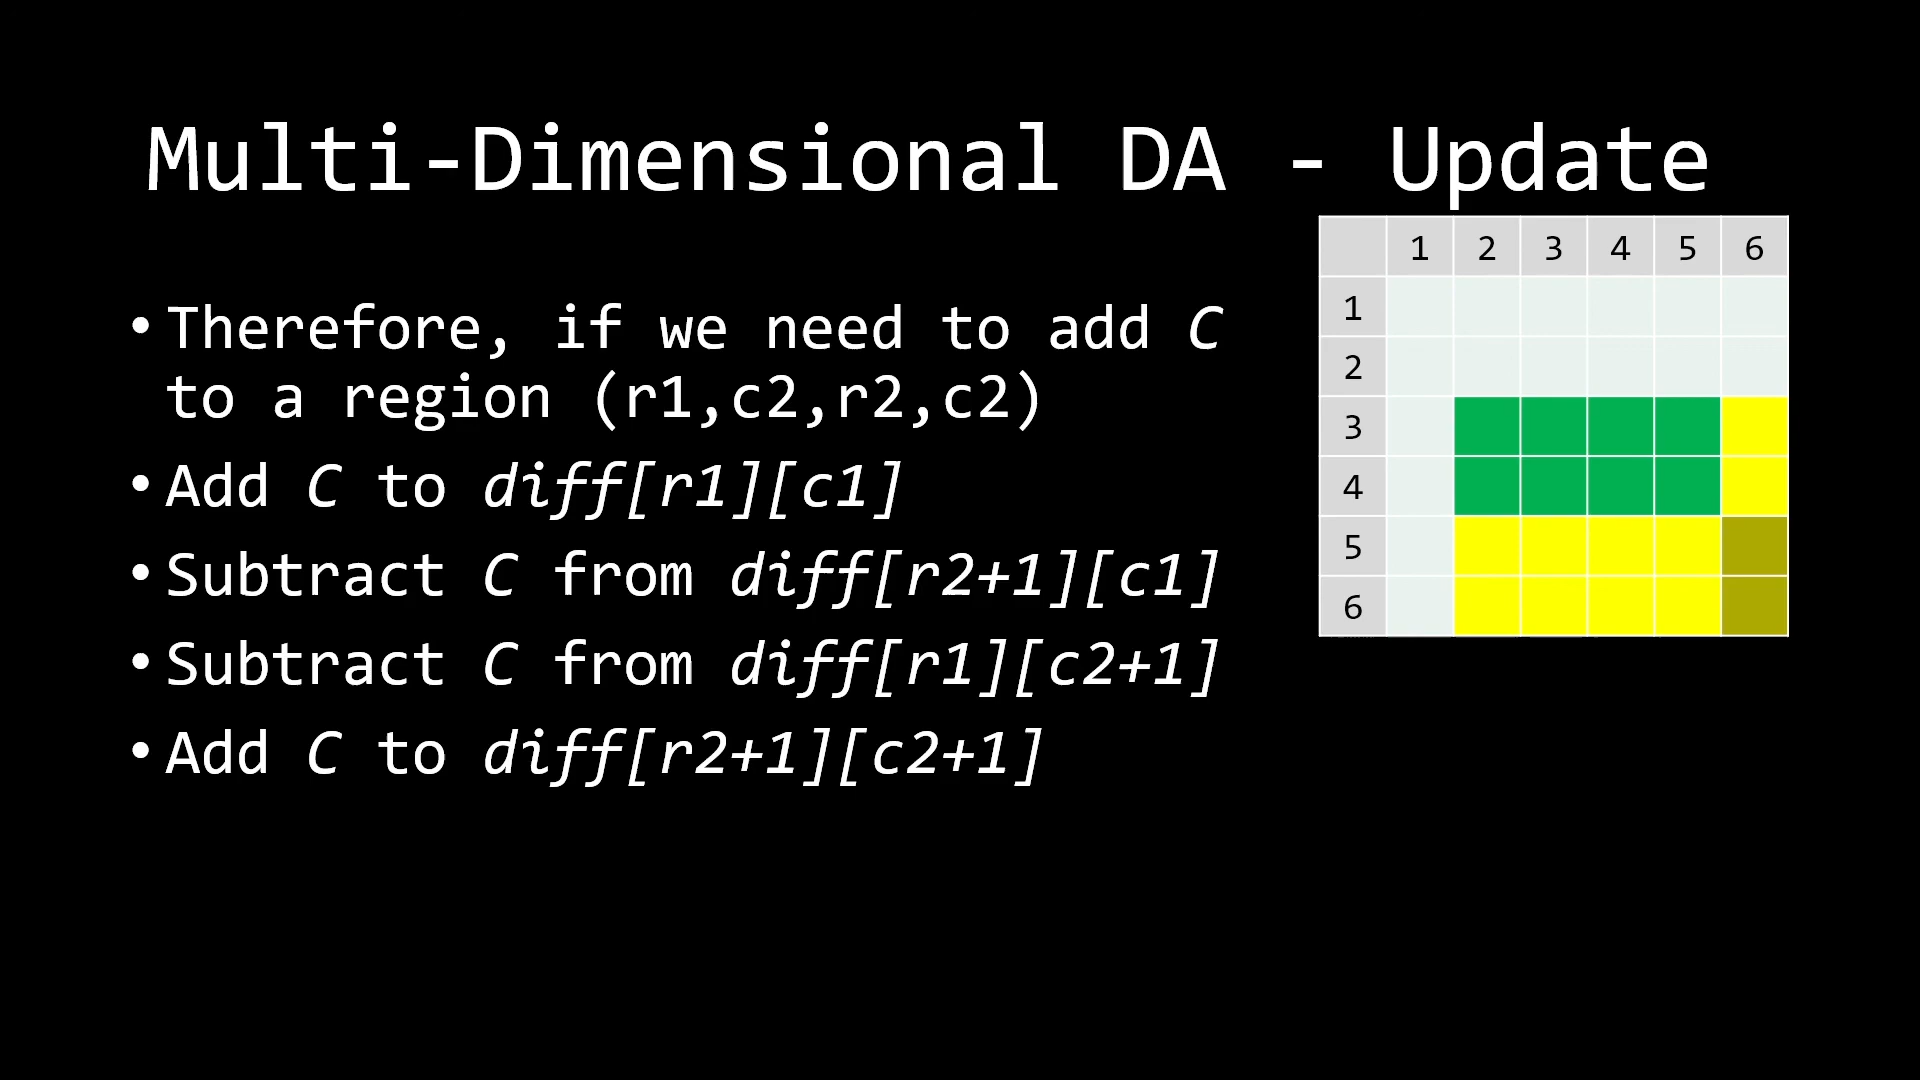 Multi-Dimensional DA - Update
• Therefore, if we need to add C
to a region (r1,c2,r2,c2)
• Add C to diff[r1][c1]
• Subtract C from diff[r2+1][c1]
• Subtract C from diff[r1][c2+1]
• Add C to diff[r2+1][c2+1]
1 2 3 4 5 6
1
2
3
4
5
6